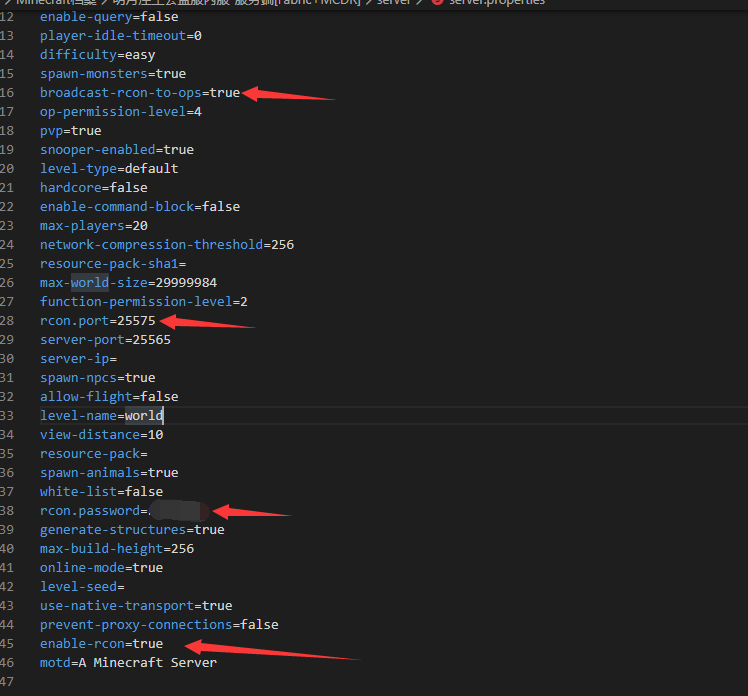 Minecraft
server
server.properties
12 enable-query=false
13 player-idle-timeout=0
14 difficulty=easy
15 spawn-monsters=true
16 broadcast-rcon-to-ops=true
17 op-permission-level=4
18 pvp=true
19 snooper-enabled=true
20 level-type=default
21 hardcore=false
22 enable-command-block=false
23 max-players=20
24 network-compression-threshold=256
25 resource-pack-sha1=
26 max-world-size=29999984
27 function-permission-level=2
28 rcon.port=25575
29 server-port=25565
30 server-ip=
31 spawn-npcs=true
32 allow-flight=false
33 level-name=world
34 view-distance=10
35 resource-pack=
36 spawn-animals=true
37 white-list=false
38 rcon.password=
39 generate-structures=true
40 max-build-height=256
41 online-mode=true
42 level-seed=
43 use-native-transport=true
44 prevent-proxy-connections=false
45 enable-rcon=true
46 motd=A Minecraft Server
47